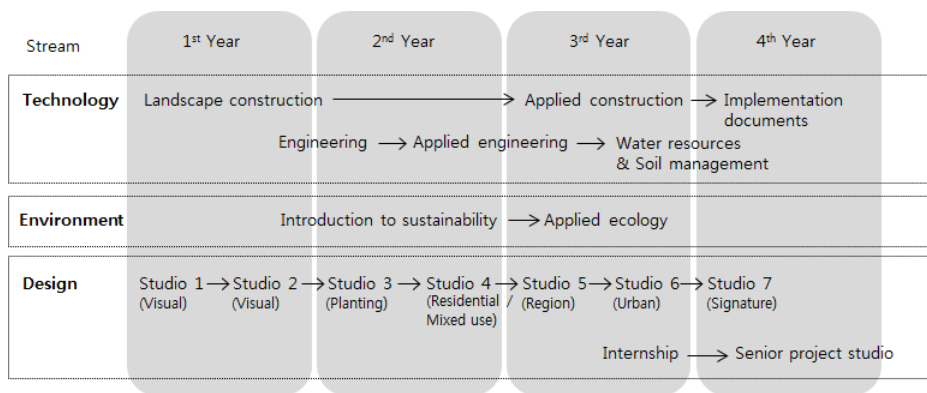 Stream 1st Year 2nd Year 3rd Year 4th Year
Technology Landscape construction Applied construction Implementation
documents
Engineering Applied engineering Water resources
& Soil management
Environment Introduction to sustainability Applied ecology
Design Studio 1 Studio 2 Studio 3 Studio 4 Studio 5 Studio 6 Studio 7
(Visual) (Visual) (Planting) (Residential / (Region) (Urban) (Signature)
Mixed use)
Internship Senior project studio